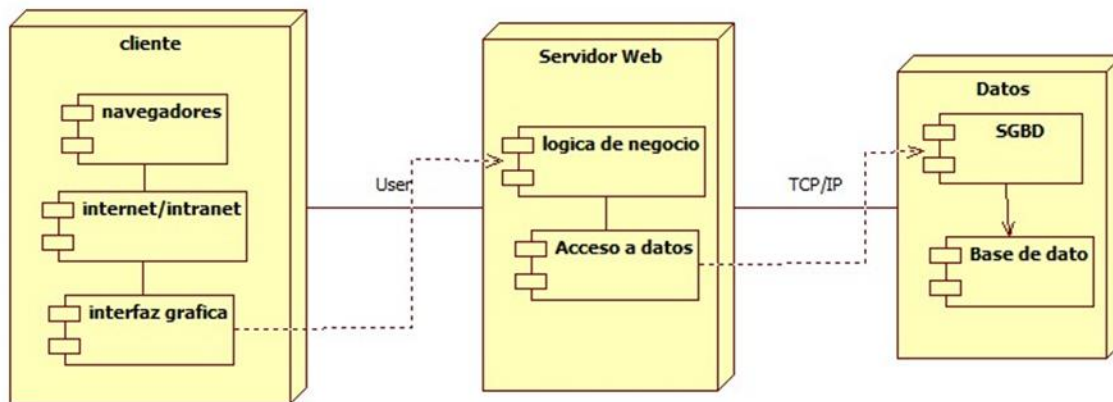 cliente
navegadores
internet/intranet
interfaz grafica
User
Servidor Web
logica de negocio
Acceso a datos
TCP/IP
Datos
SGBD
Base de dato